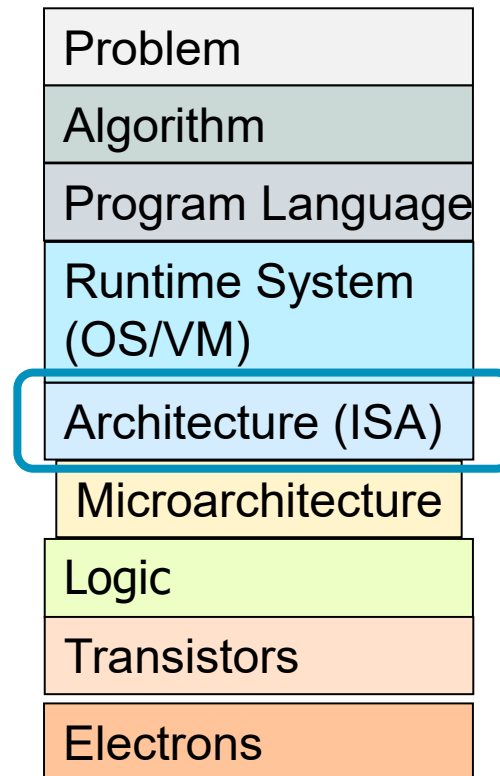 Problem
Algorithm
Program Language
Runtime System
(OS/VM)
Architecture (ISA)
Microarchitecture
Logic
Transistors
Electrons